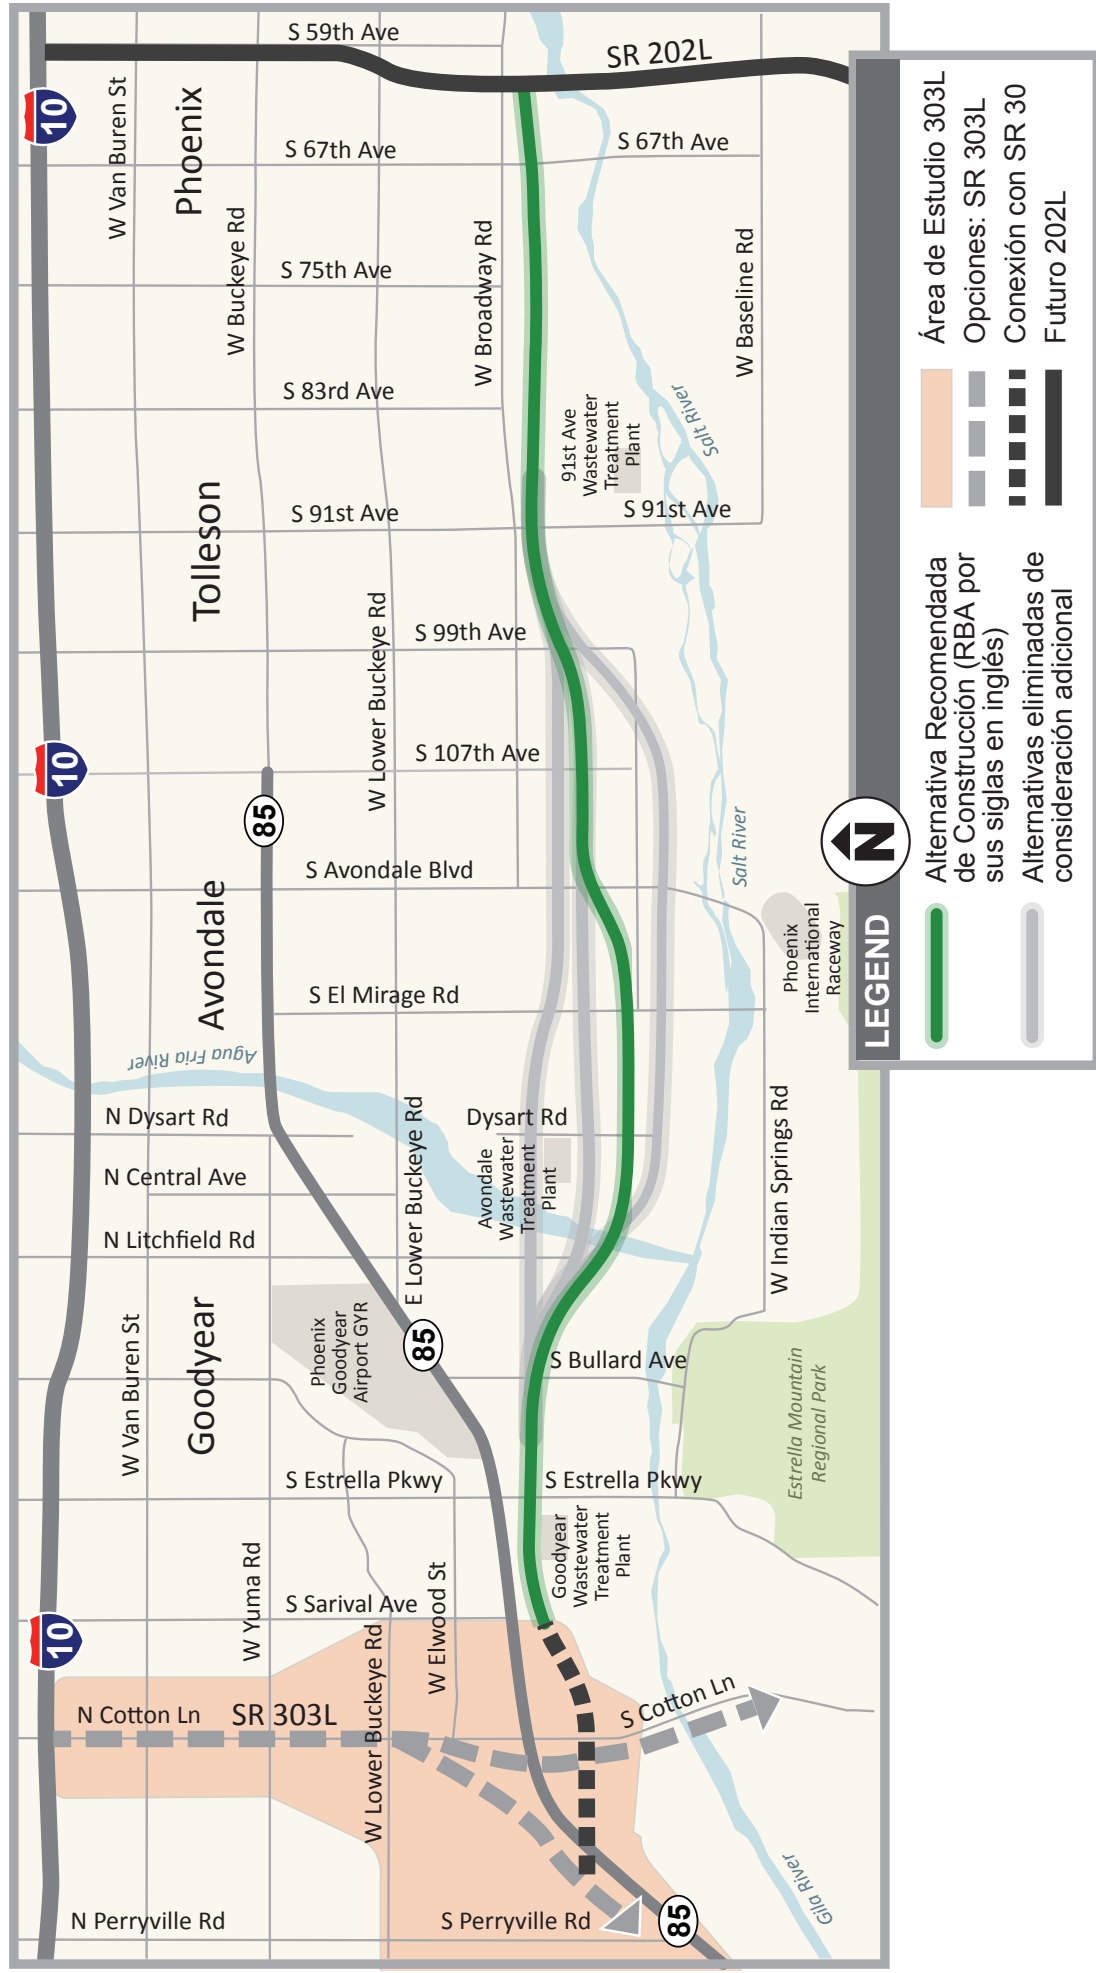 S 59th Ave
SR 202L
10
W Van Buren St
Phoenix
W Buckeye Rd
S 67th Ave
S 67th Ave
S 75th Ave
W Broadway Rd
W Baseline Rd
S 83rd Ave
91st Ave
Wastewater
Treatment
Plant
Salt River
Tolleson
S 91st Ave
S 91st Ave
W Lower Buckeye Rd
S 99th Ave
S 107th Ave
10
85
Avondale
S Avondale Blvd
Salt River
Phoenix
International
Raceway
S El Mirage Rd
Agua Fria River
N Dysart Rd
Dysart Rd
N Central Ave
E Lower Buckeye Rd
Avondale
Wastewater
Treatment
Plant
W Indian Springs Rd
N Litchfield Rd
W Van Buren St
Goodyear
Phoenix
Goodyear
Airport GYR
85
S Bullard Ave
Estrella Mountain
Regional Park
S Estrella Pkwy
S Estrella Pkwy
Goodyear
Wastewater
Treatment
Plant
W Yuma Rd
S Sarival Ave
W Elwood St
10
N Cotton Ln
SR 303L
W Lower Buckeye Rd
S Cotton Ln
N Perryville Rd
S Perryville Rd
85
Gila River
N
LEGEND
Alternativa Recomendada
de Construcción (RBA por
sus siglas en inglés)
Alternativas eliminadas de
consideración adicional
Área de Estudio 303L
Opciones: SR 303L
Conexión con SR 30
Futuro 202L